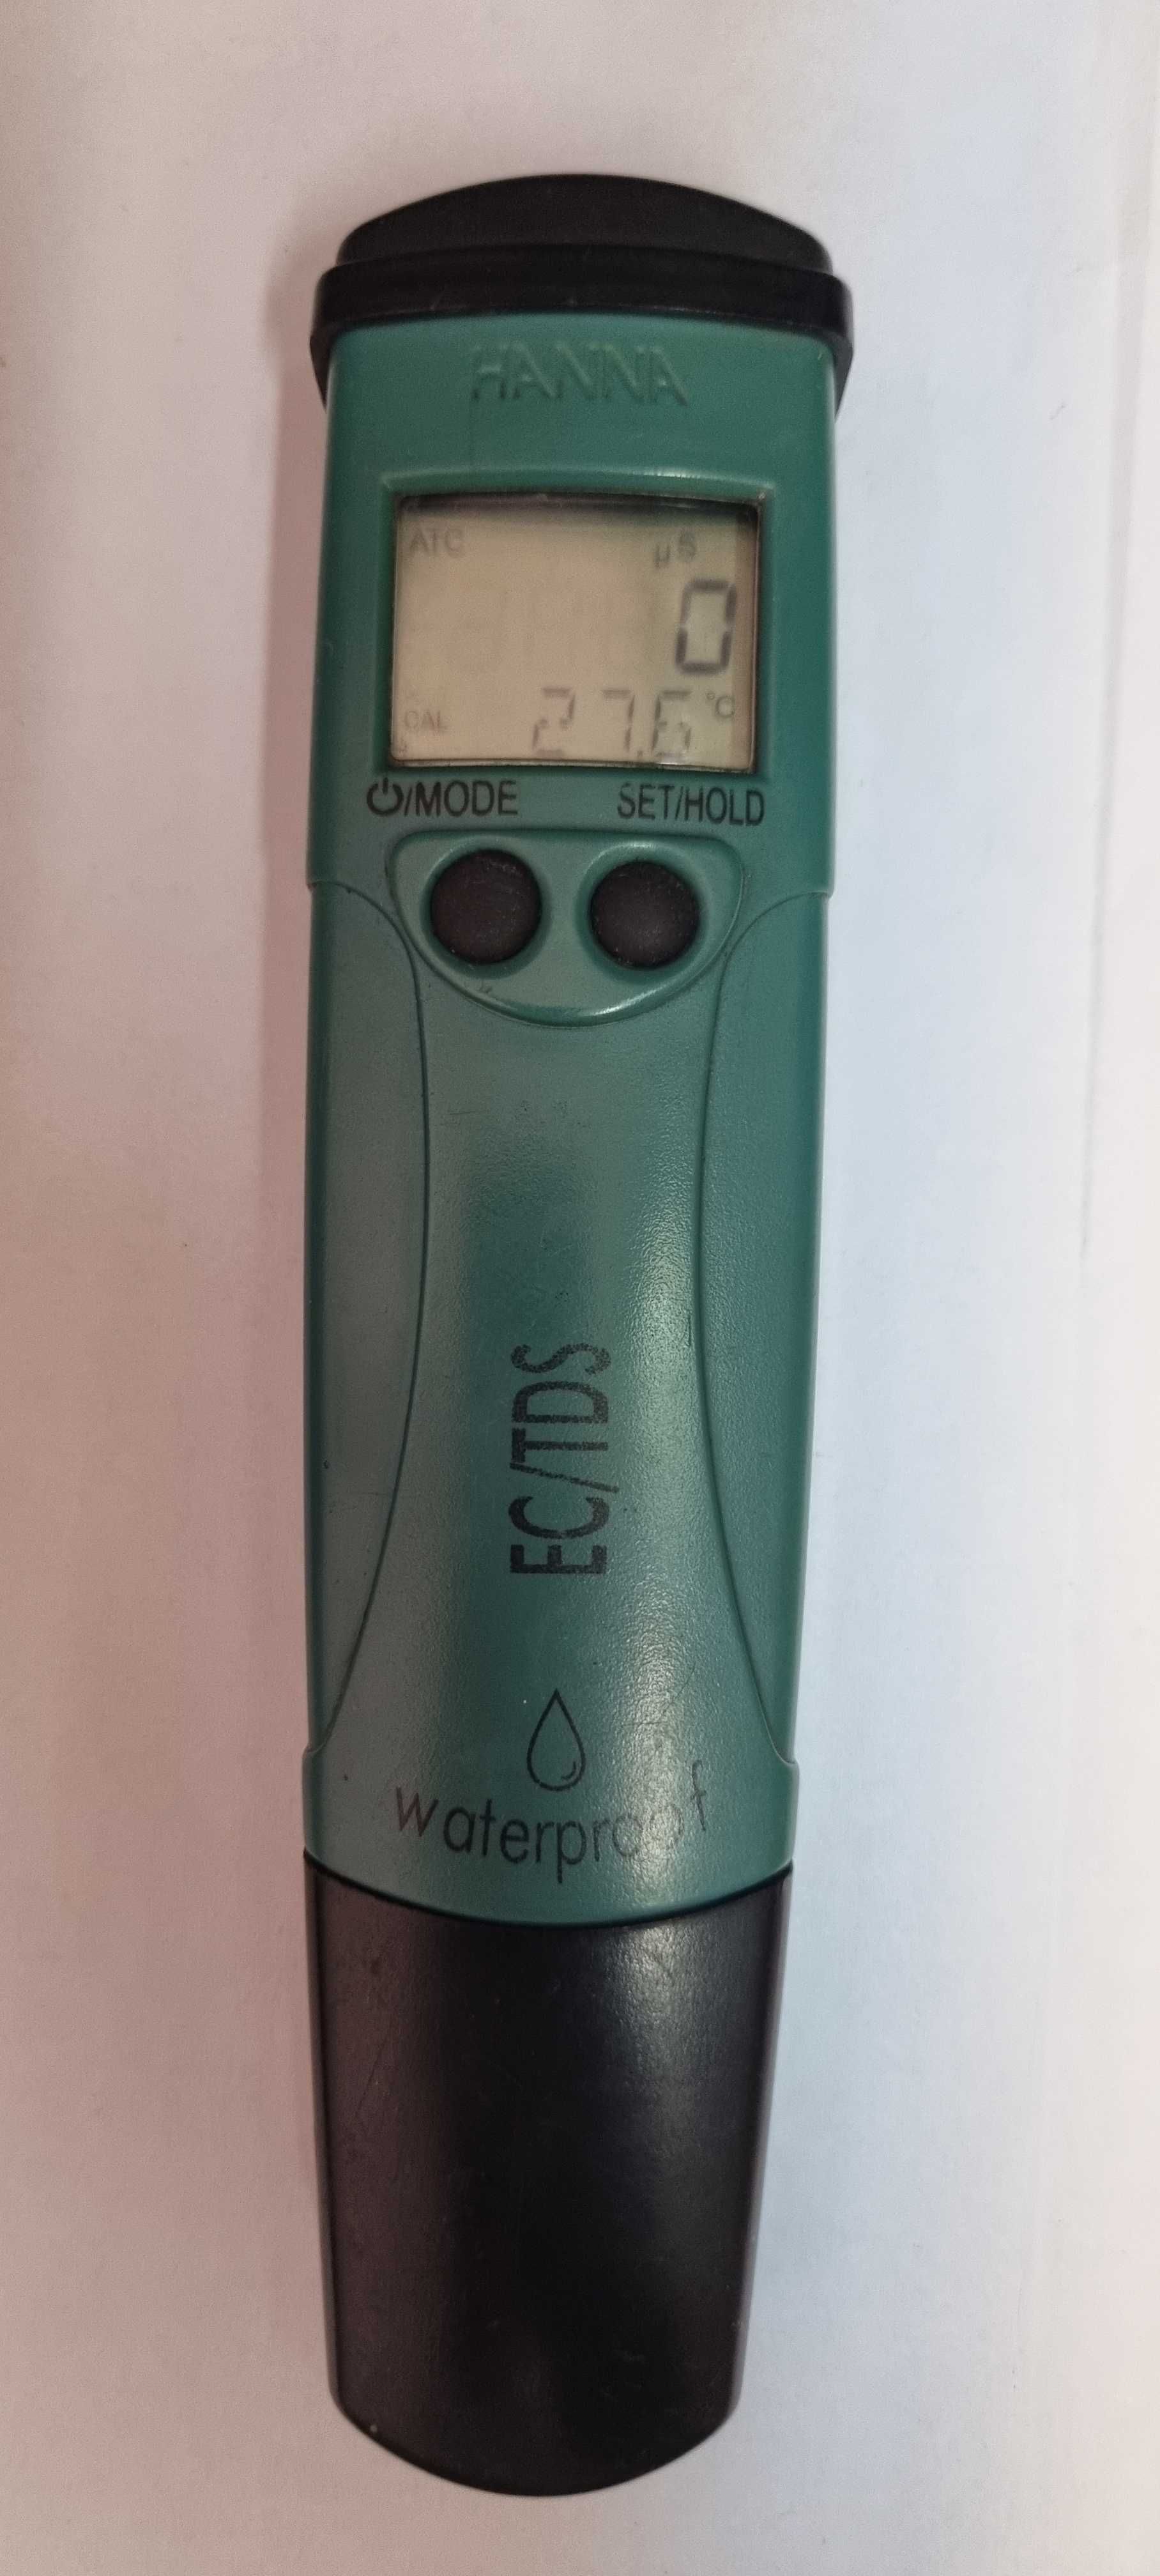 HANNA
ATC µS
0
CAL 27.6 °C
⏻/MODE SET/HOLD
EC/TDS
waterproof